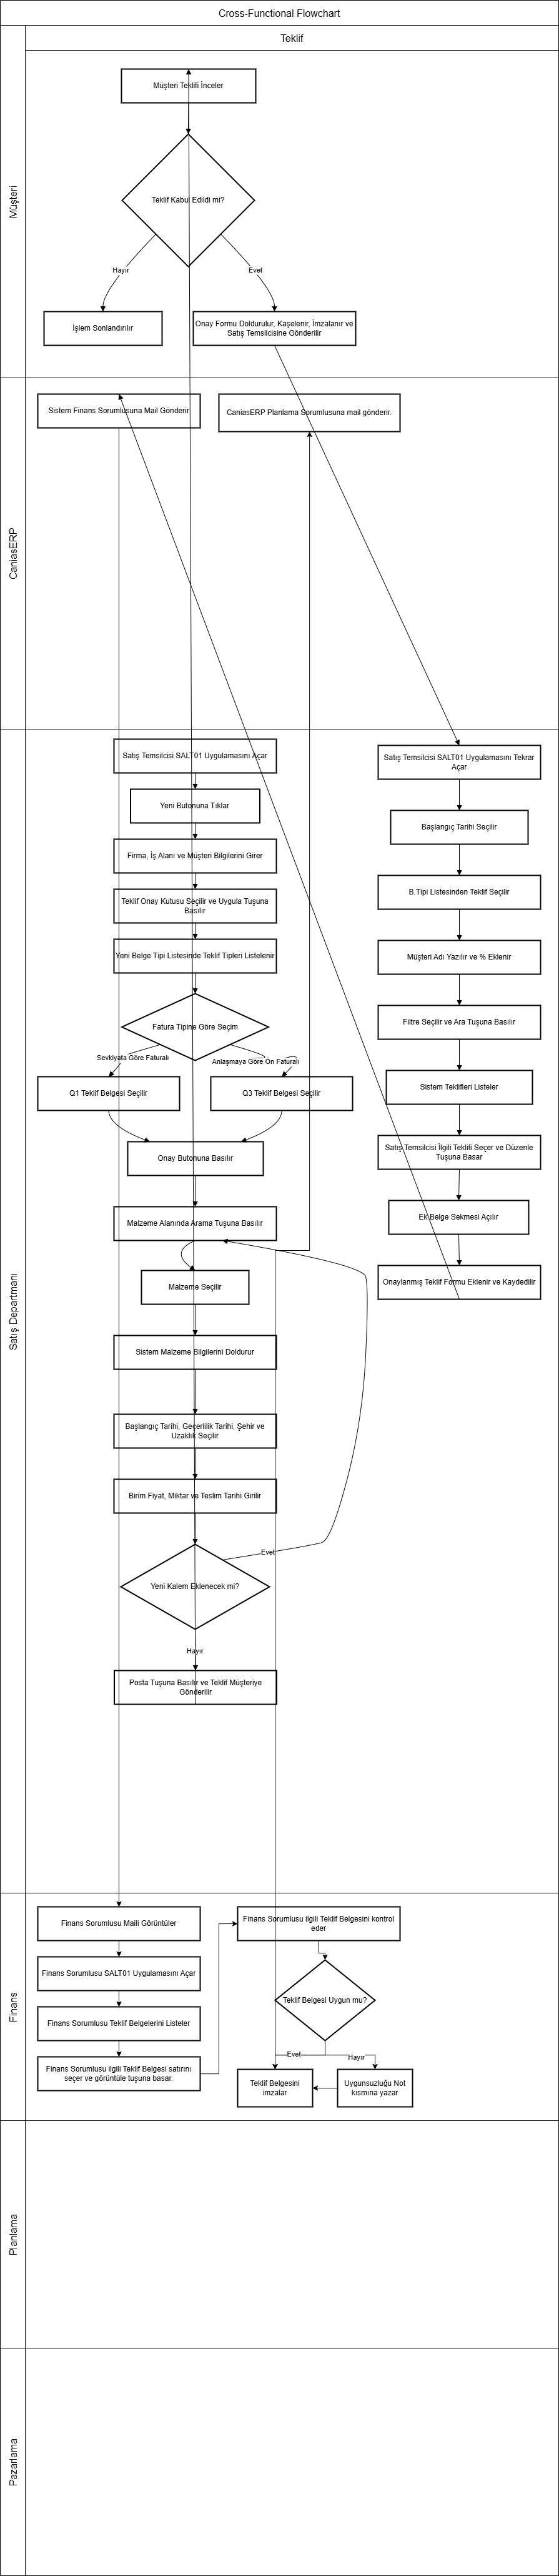 Cross-Functional Flowchart
Teklif
Müşteri
Müşteri Teklifi İnceler
Teklif Kabul Edildi mi?
Hayır
Evet
İşlem Sonlandırılır
Onay Formu Doldurulur, Kaşelenir, İmzalanır ve
Satış Temsilcisine Gönderilir
CaniasERP
Sistem Finans Sorumlusuna Mail Gönderir
CaniasERP Planlama Sorumlusuna mail gönderir.
Satış Departmanı
Satış Temsilcisi SALT01 Uygulamasını Açar
Yeni Butonuna Tıklar
Firma, İş Alanı ve Müşteri Bilgilerini Girer
Teklif Onay Kutusu Seçilir ve Uygula Tuşuna
Basılır
Yeni Belge Tipi Listesinde Teklif Tipleri Listelenir
Fatura Tipine Göre Seçim
Sevkiyata Göre Faturalı
Anlaşmaya Göre Ön Faturalı
Q1 Teklif Belgesi Seçilir
Q3 Teklif Belgesi Seçilir
Onay Butonuna Basılır
Malzeme Alanında Arama Tuşuna Basılır
Malzeme Seçilir
Sistem Malzeme Bilgilerini Doldurur
Başlangıç Tarihi, Geçerlilik Tarihi, Şehir ve
Uzaklık Seçilir
Birim Fiyat, Miktar ve Teslim Tarihi Girilir
Evet
Yeni Kalem Eklenecek mi?
Hayır
Posta Tuşuna Basılır ve Teklif Müşteriye
Gönderilir
Satış Temsilcisi SALT01 Uygulamasını Tekrar
Açar
Başlangıç Tarihi Seçilir
B.Tipi Listesinden Teklif Seçilir
Müşteri Adı Yazılır ve % Eklenir
Filtre Seçilir ve Ara Tuşuna Basılır
Sistem Teklifleri Listeler
Satış Temsilcisi İlgili Teklifi Seçer ve Düzenle
Tuşuna Basar
Ek Belge Sekmesi Açılır
Onaylanmış Teklif Formu Eklenir ve Kaydedilir
Finans
Finans Sorumlusu Maili Görüntüler
Finans Sorumlusu SALT01 Uygulamasını Açar
Finans Sorumlusu Teklif Belgelerini Listeler
Finans Sorumlusu ilgili Teklif Belgesi satırını
seçer ve görüntüle tuşuna basar.
Finans Sorumlusu ilgili Teklif Belgesini kontrol
eder
Teklif Belgesi Uygun mu?
Evet
Hayır
Teklif Belgesini
imzalar
Uygunsuzluğu Not
kısmına yazar
Planlama
Pazarlama